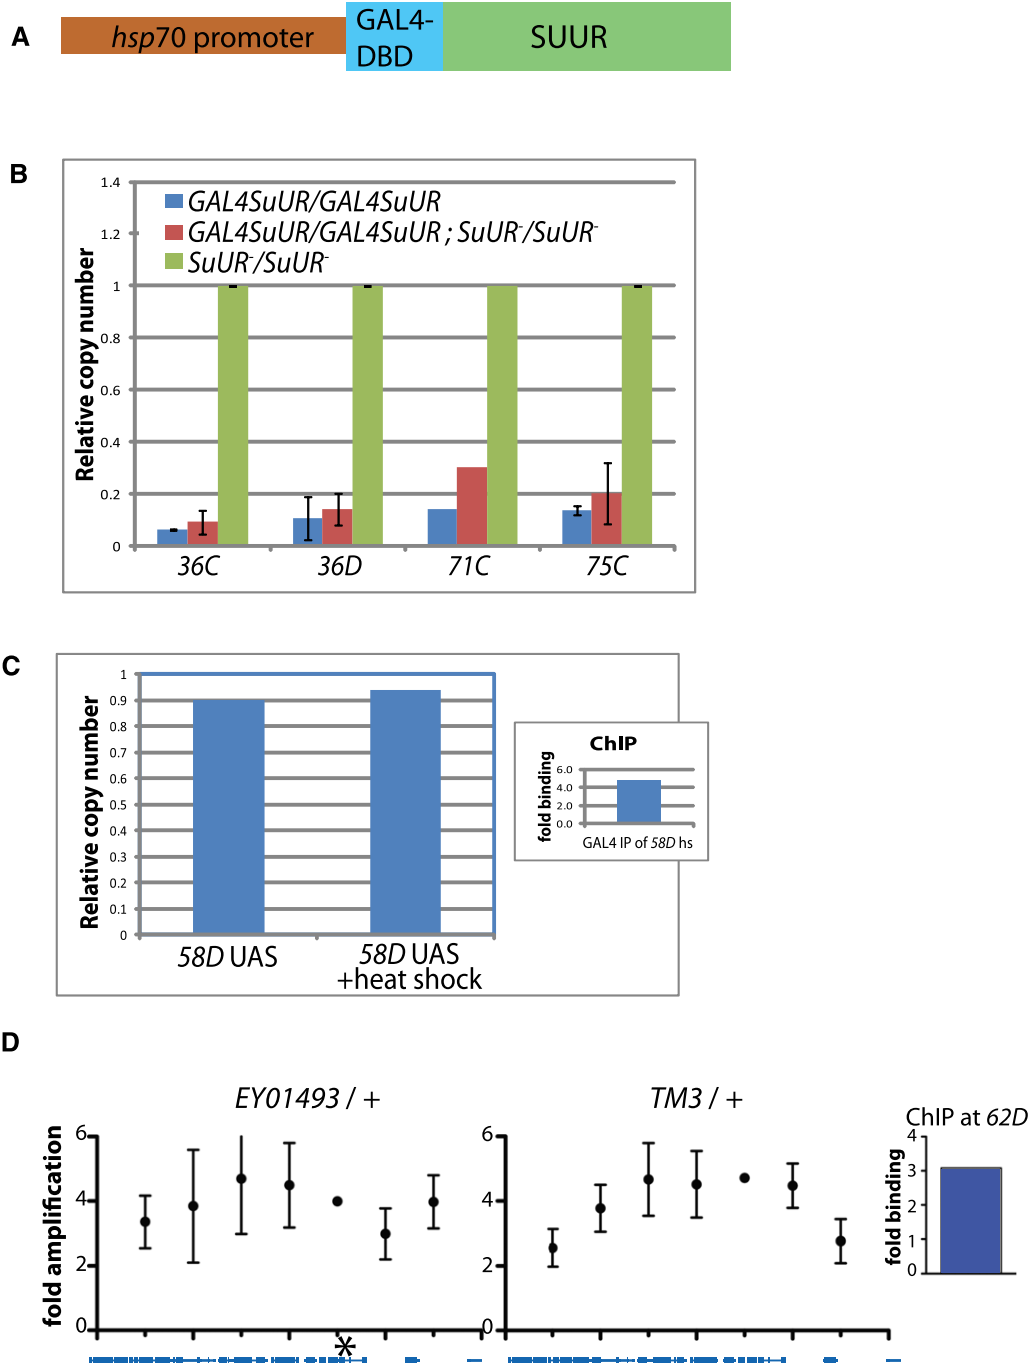 A
hsp70 promoter
GAL4-
DBD
SUUR
B
Relative copy number
1.4
1.2
1
0.8
0.6
0.4
0.2
0
GAL4SuUR/GAL4SuUR
GAL4SuUR/GAL4SuUR ; SuUR-/SuUR-
SuUR-/SuUR-
36C
36D
71C
75C
C
Relative copy number
1
0.9
0.8
0.7
0.6
0.5
0.4
0.3
0.2
0.1
0
58D UAS
58D UAS
+heat shock
ChIP
fold binding
6.0
4.0
2.0
0.0
GAL4 IP of 58D hs
D
EY01493 / +
fold amplification
6
4
2
0
*
TM3 / +
6
4
2
0
ChIP at 62D
fold binding
4
3
2
1
0